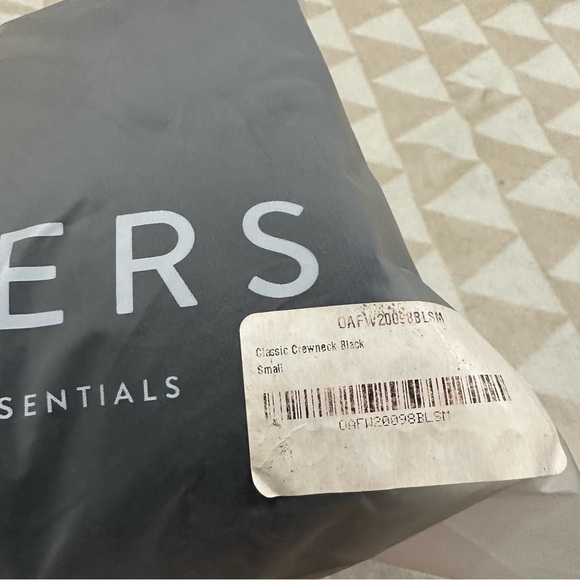 ERS
SENTIALS
OAFW20098BLSM
Classic Crewneck Black
Small
OAFW20098BLSM